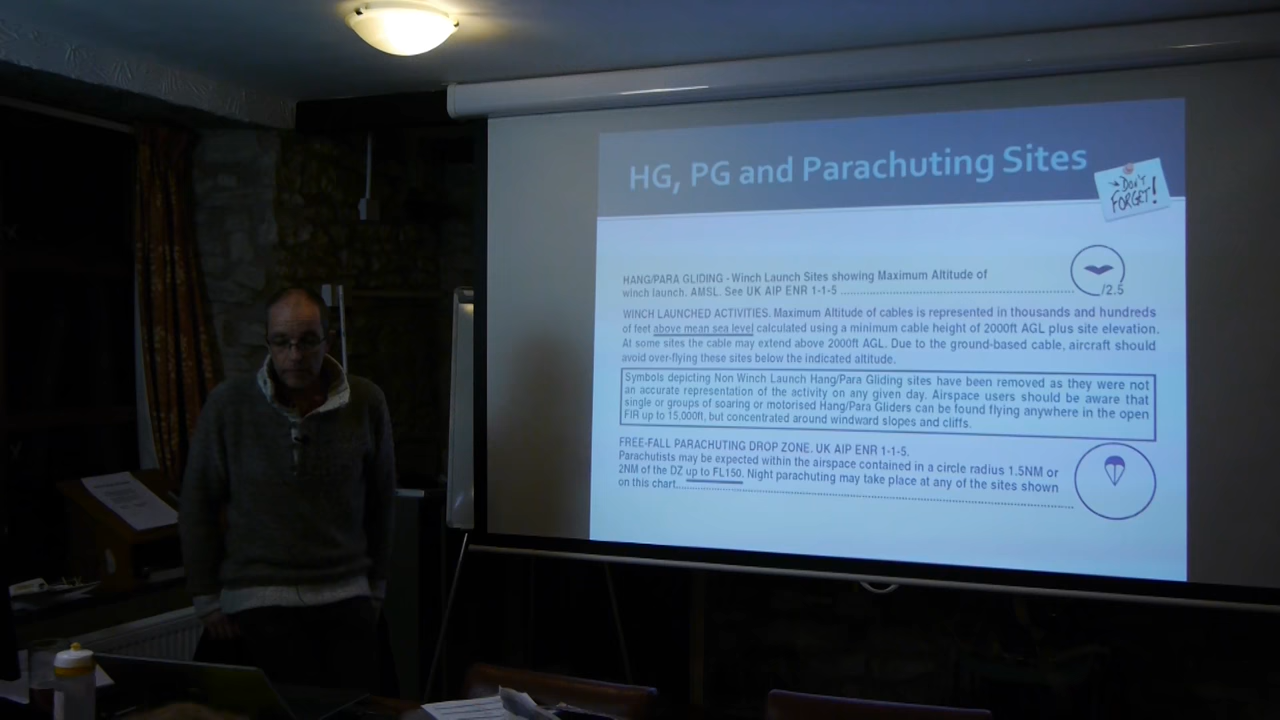 HG, PG and Parachuting Sites
DON'T
FORGET!
HANG/PARA GLIDING - Winch Launch Sites showing Maximum Altitude of
winch launch. AMSL. See UK AIP ENR 1-1-5
/2.5
WINCH LAUNCHED ACTIVITIES. Maximum Altitude of cables is represented in thousands and hundreds
of feet above mean sea level calculated using a minimum cable height of 2000ft AGL plus site elevation.
At some sites the cable may extend above 2000ft AGL. Due to the ground-based cable, aircraft should
avoid over-flying these sites below the indicated altitude.
Symbols depicting Non Winch Launch Hang/Para Gliding sites have been removed as they were not
an accurate representation of the activity on any given day. Airspace users should be aware that
single or groups of soaring or motorised Hang/Para Gliders can be found flying anywhere in the open
FIR up to 15,000ft, but concentrated around windward slopes and cliffs.
FREE-FALL PARACHUTING DROP ZONE. UK AIP ENR 1-1-5.
Parachutists may be expected within the airspace contained in a circle radius 1.5NM or
2NM of the DZ up to FL150. Night parachuting may take place at any of the sites shown
on this chart.